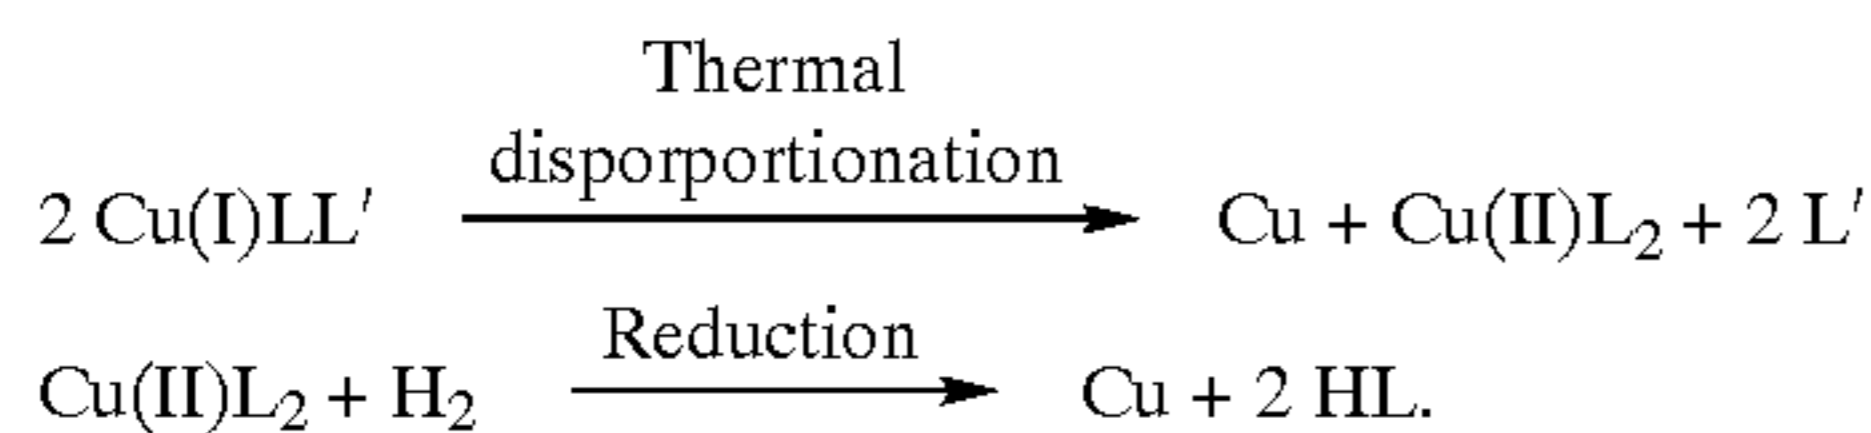 Thermal
disporportionation
2 Cu(I)LL′ Cu + Cu(II)L₂ + 2 L′
Reduction
Cu(II)L₂ + H₂ Cu + 2 HL.